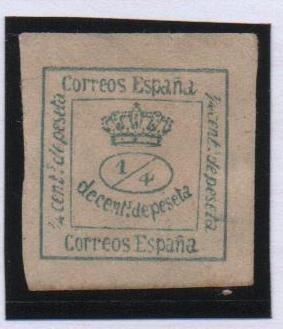 Correos España
¼ cent.º de peseta
¼ cent.º de peseta
1/4
de cent.º de peseta
Correos España